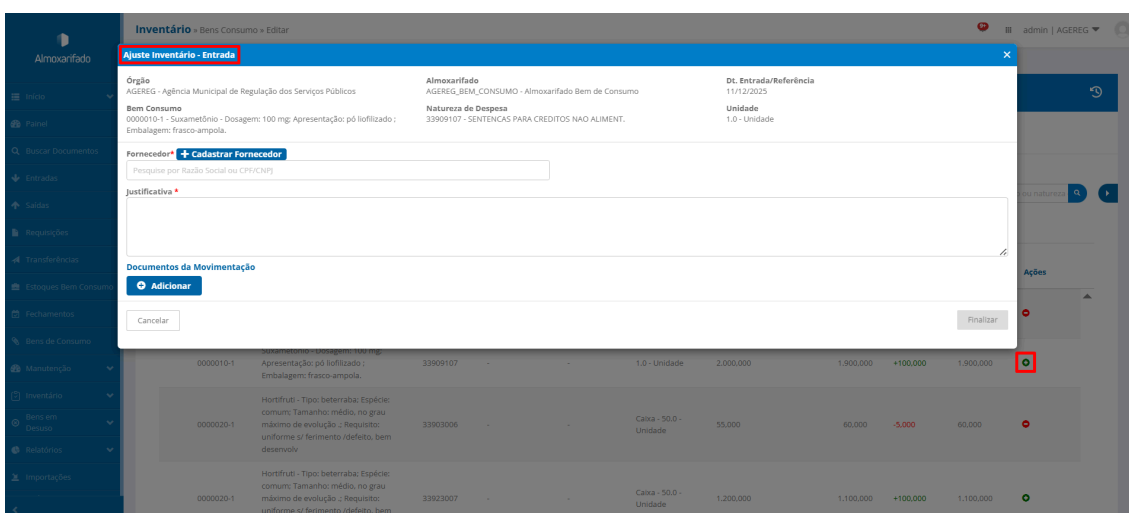 Almoxarifado
Inventário » Bens Consumo » Editar
admin | AGEREG
Início
Painel
Buscar Documentos
Entradas
Saídas
Requisições
Transferências
Estoques Bem Consumo
Fechamentos
Bens de Consumo
Manutenção
Inventário
Bens em
Desuso
Relatórios
Importações
Ajuste Inventário - Entrada
Órgão
AGEREG - Agência Municipal de Regulação dos Serviços Públicos
Almoxarifado
AGEREG_BEM_CONSUMO - Almoxarifado Bem de Consumo
Dt. Entrada/Referência
11/12/2025
Bem Consumo
0000010-1 - Suxametônio - Dosagem: 100 mg; Apresentação: pó liofilizado ;
Embalagem: frasco-ampola.
Natureza de Despesa
33909107 - SENTENCAS PARA CREDITOS NAO ALIMENT.
Unidade
1.0 - Unidade
Fornecedor* Cadastrar Fornecedor
Pesquise por Razão Social ou CPF/CNPJ
Justificativa *
Documentos da Movimentação
Adicionar
Cancelar
Finalizar
ou natureza
Ações
Suxametônio - Dosagem: 100 mg;
0000010-1 Apresentação: pó liofilizado ; 33909107 - - 1.0 - Unidade 2.000,000 1.900,000 +100,000 1.900,000
Embalagem: frasco-ampola.
Hortifruti - Tipo: beterraba; Espécie:
comum; Tamanho: médio, no grau
0000020-1 máximo de evolução .; Requisito: 33903006 - - Caixa - 50.0 - Unidade 55,000 60,000 -5,000 60,000
uniforme s/ ferimento /defeito, bem
desenvolv
Hortifruti - Tipo: beterraba; Espécie:
comum; Tamanho: médio, no grau
0000020-1 máximo de evolução .; Requisito: 33923007 - - Caixa - 50.0 - Unidade 1.200,000 1.100,000 +100,000 1.100,000
uniforme s/ ferimento /defeito, bem